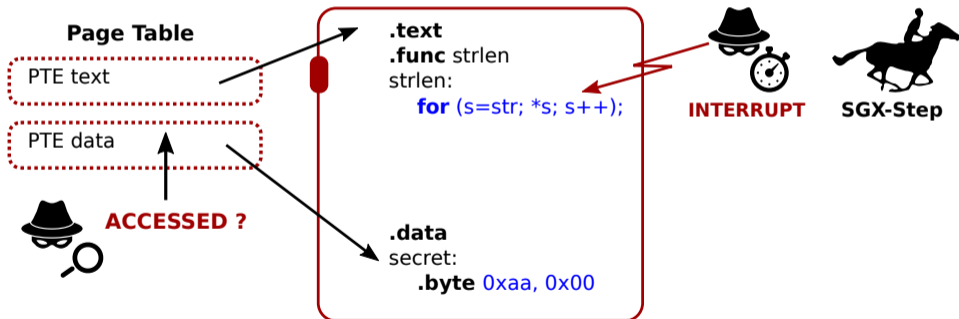 Page Table
PTE text
PTE data
ACCESSED ?
.text
.func strlen
strlen:
for (s=str; *s; s++);
.data
secret:
.byte 0xaa, 0x00
INTERRUPT
SGX-Step